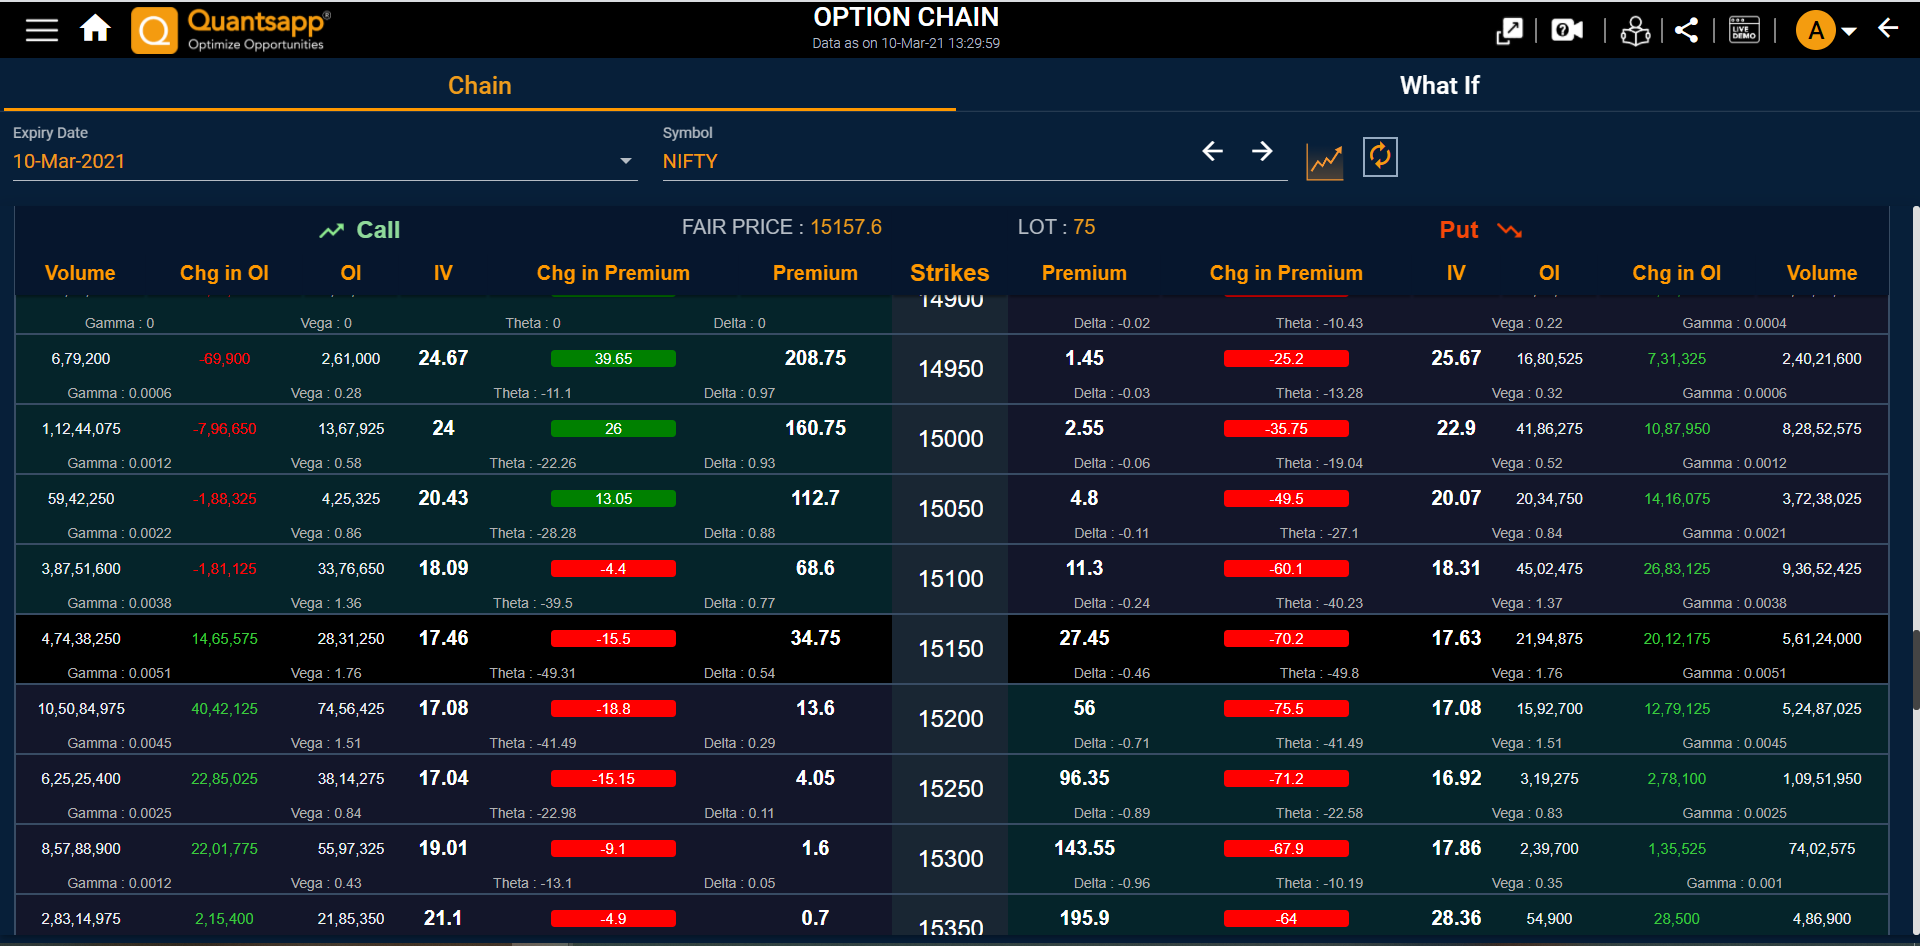 Quantsapp®
Optimize Opportunities
OPTION CHAIN
Data as on 10-Mar-21 13:29:59
LIVE
DEMO
A
Chain What If
Expiry Date Symbol
10-Mar-2021 NIFTY
Call FAIR PRICE : 15157.6 LOT : 75 Put
Volume Chg in OI OI IV Chg in Premium Premium Strikes Premium Chg in Premium IV OI Chg in OI Volume
14900
Gamma : 0 Vega : 0 Theta : 0 Delta : 0 Delta : -0.02 Theta : -10.43 Vega : 0.22 Gamma : 0.0004
6,79,200 -69,900 2,61,000 24.67 39.65 208.75 14950 1.45 -25.2 25.67 16,80,525 7,31,325 2,40,21,600
Gamma : 0.0006 Vega : 0.28 Theta : -11.1 Delta : 0.97 Delta : -0.03 Theta : -13.28 Vega : 0.32 Gamma : 0.0006
1,12,44,075 -7,96,650 13,67,925 24 26 160.75 15000 2.55 -35.75 22.9 41,86,275 10,87,950 8,28,52,575
Gamma : 0.0012 Vega : 0.58 Theta : -22.26 Delta : 0.93 Delta : -0.06 Theta : -19.04 Vega : 0.52 Gamma : 0.0012
59,42,250 -1,88,325 4,25,325 20.43 13.05 112.7 15050 4.8 -49.5 20.07 20,34,750 14,16,075 3,72,38,025
Gamma : 0.0022 Vega : 0.86 Theta : -28.28 Delta : 0.88 Delta : -0.11 Theta : -27.1 Vega : 0.84 Gamma : 0.0021
3,87,51,600 -1,81,125 33,76,650 18.09 -4.4 68.6 15100 11.3 -60.1 18.31 45,02,475 26,83,125 9,36,52,425
Gamma : 0.0038 Vega : 1.36 Theta : -39.5 Delta : 0.77 Delta : -0.24 Theta : -40.23 Vega : 1.37 Gamma : 0.0038
4,74,38,250 14,65,575 28,31,250 17.46 -15.5 34.75 15150 27.45 -70.2 17.63 21,94,875 20,12,175 5,61,24,000
Gamma : 0.0051 Vega : 1.76 Theta : -49.31 Delta : 0.54 Delta : -0.46 Theta : -49.8 Vega : 1.76 Gamma : 0.0051
10,50,84,975 40,42,125 74,56,425 17.08 -18.8 13.6 15200 56 -75.5 17.08 15,92,700 12,79,125 5,24,87,025
Gamma : 0.0045 Vega : 1.51 Theta : -41.49 Delta : 0.29 Delta : -0.71 Theta : -41.49 Vega : 1.51 Gamma : 0.0045
6,25,25,400 22,85,025 38,14,275 17.04 -15.15 4.05 15250 96.35 -71.2 16.92 3,19,275 2,78,100 1,09,51,950
Gamma : 0.0025 Vega : 0.84 Theta : -22.98 Delta : 0.11 Delta : -0.89 Theta : -22.58 Vega : 0.83 Gamma : 0.0025
8,57,88,900 22,01,775 55,97,325 19.01 -9.1 1.6 15300 143.55 -67.9 17.86 2,39,700 1,35,525 74,02,575
Gamma : 0.0012 Vega : 0.43 Theta : -13.1 Delta : 0.05 Delta : -0.96 Theta : -10.19 Vega : 0.35 Gamma : 0.001
2,83,14,975 2,15,400 21,85,350 21.1 -4.9 0.7 15350 195.9 -64 28.36 54,900 28,500 4,86,900